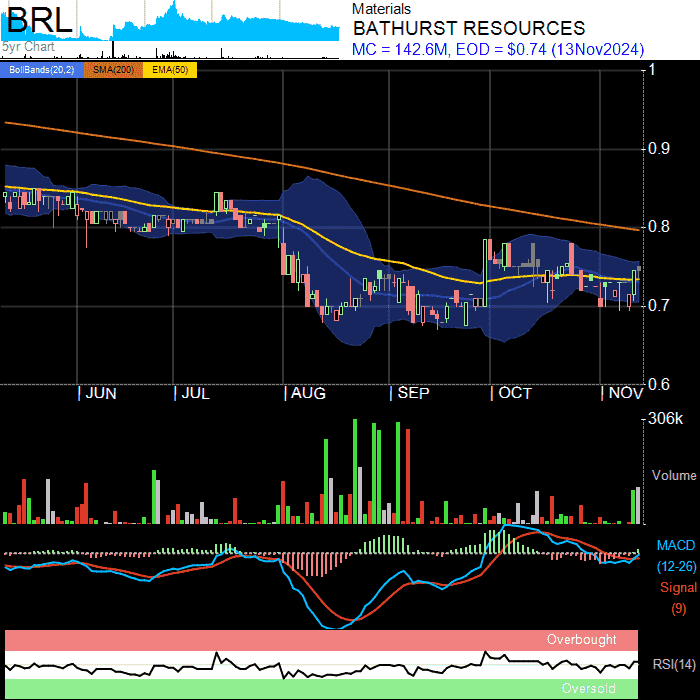 BRL
5yr Chart
Materials
BATHURST RESOURCES
MC = 142.6M, EOD = $0.74 (13Nov2024)
BollBands(20,2) SMA(200) EMA(50)
1
0.9
0.8
0.7
0.6
JUN JUL AUG SEP OCT NOV
306k
Volume
MACD
(12-26)
Signal
(9)
Overbought
RSI(14)
Oversold